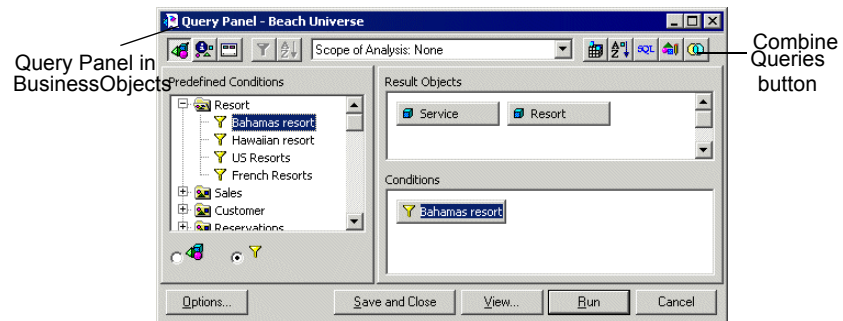 Query Panel - Beach Universe
Scope of Analysis: None
SQL
Combine
Queries
button
Query Panel in
BusinessObjects
Predefined Conditions
Resort
Bahamas resort
Hawaiian resort
US Resorts
French Resorts
Sales
Customer
Reservations
Result Objects
Service
Resort
Conditions
Bahamas resort
Options...
Save and Close
View...
Run
Cancel